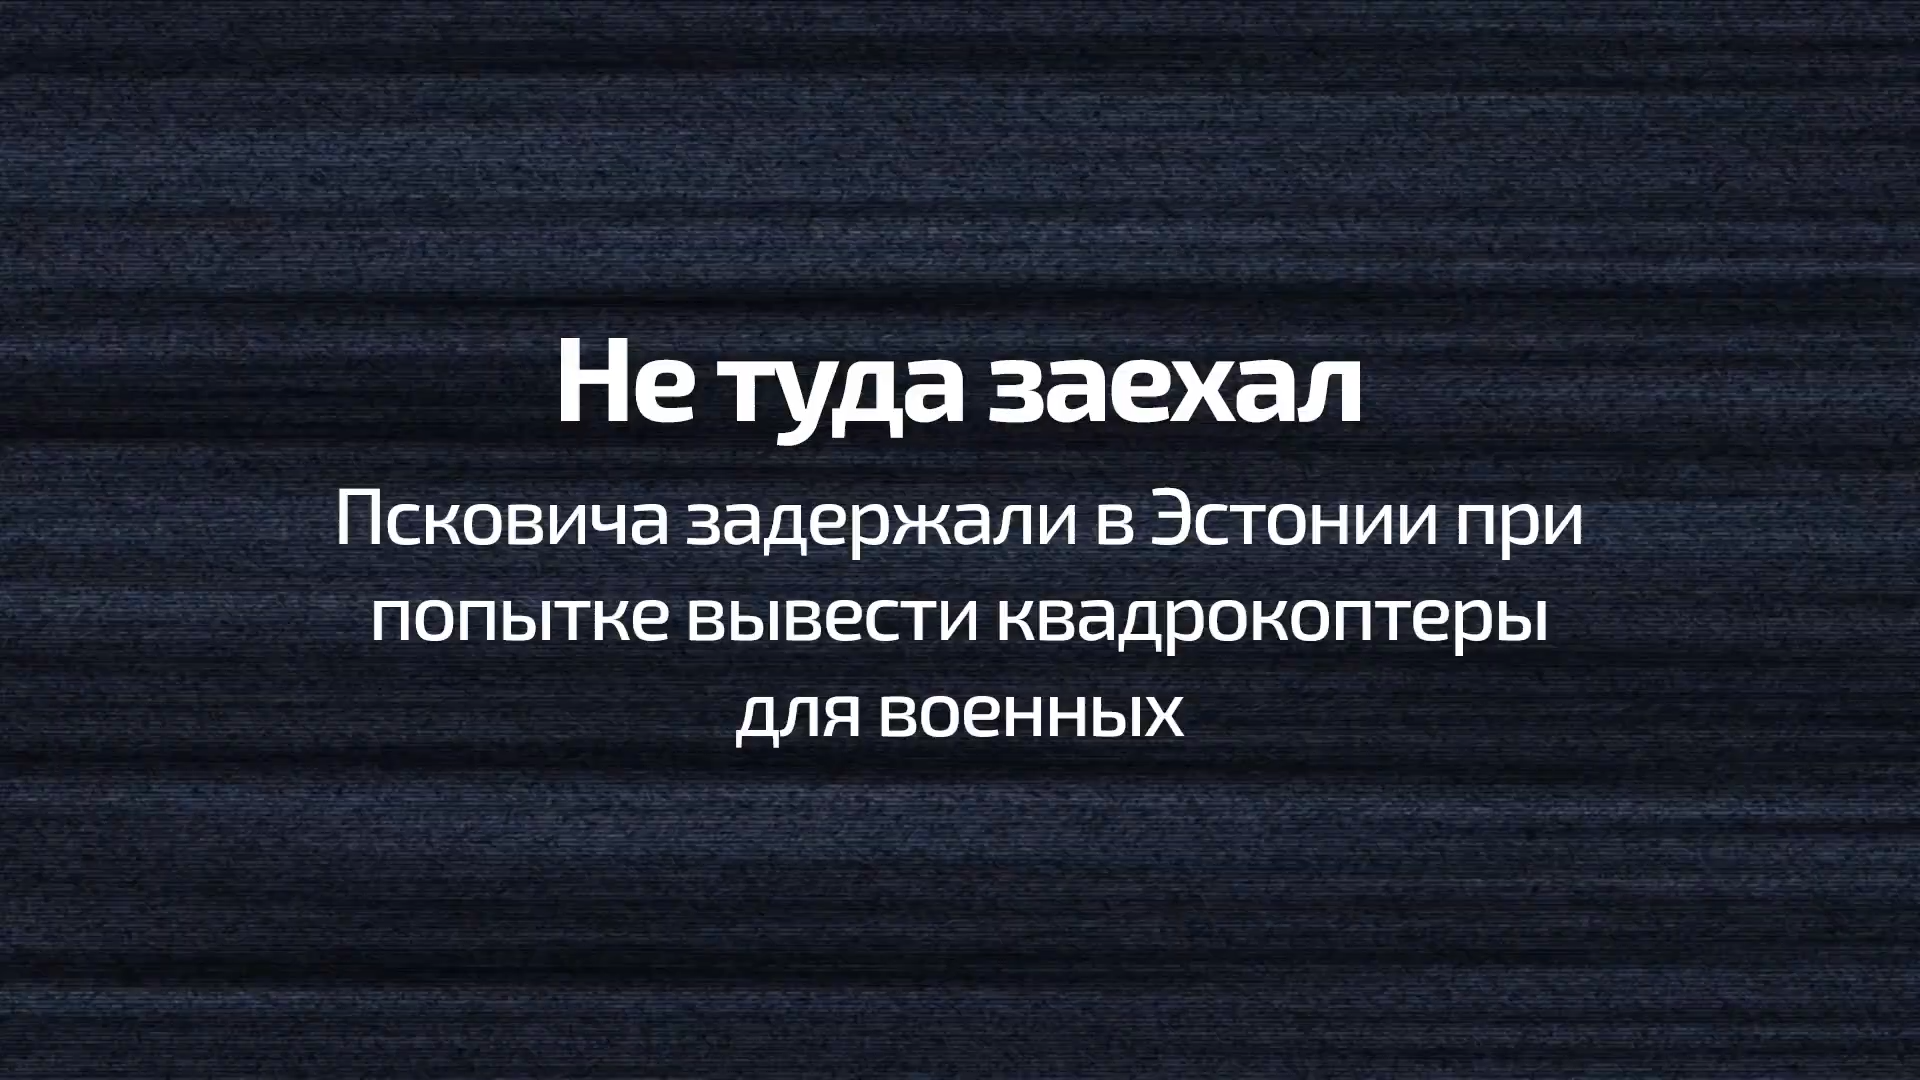 Не туда заехал
Псковича задержали в Эстонии при
попытке вывести квадрокоптеры
для военных